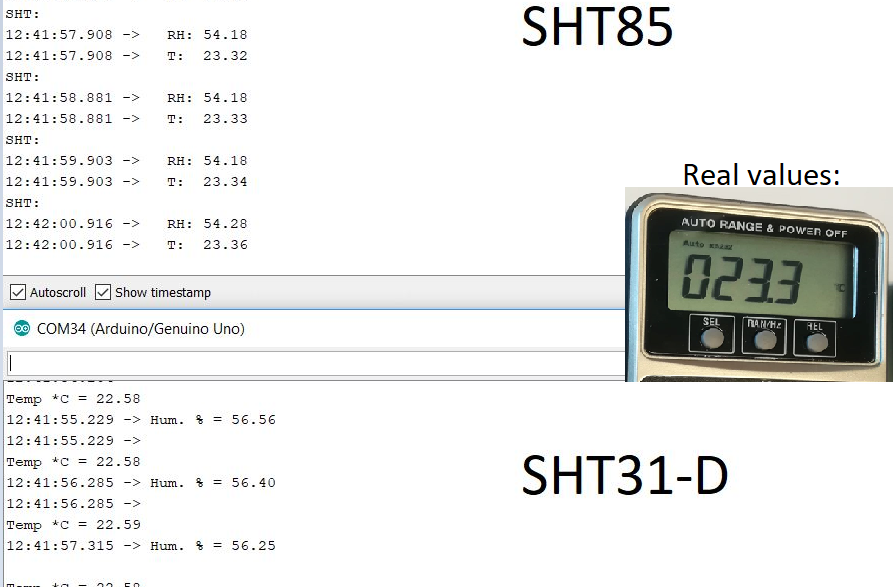 SHT:
12:41:57.908 -> RH: 54.18
12:41:57.908 -> T: 23.32
SHT:
12:41:58.881 -> RH: 54.18
12:41:58.881 -> T: 23.33
SHT:
12:41:59.903 -> RH: 54.18
12:41:59.903 -> T: 23.34
SHT:
12:42:00.916 -> RH: 54.28
12:42:00.916 -> T: 23.36
SHT85
Real values:
AUTO RANGE & POWER OFF
Auto
023.3
°C
SEL
RAN/Hz
REL
Autoscroll Show timestamp
COM34 (Arduino/Genuino Uno)
Temp *C = 22.58
12:41:55.229 -> Hum. % = 56.56
12:41:55.229 ->
Temp *C = 22.58
12:41:56.285 -> Hum. % = 56.40
12:41:56.285 ->
Temp *C = 22.59
12:41:57.315 -> Hum. % = 56.25
Temp *C = 22.58
SHT31-D